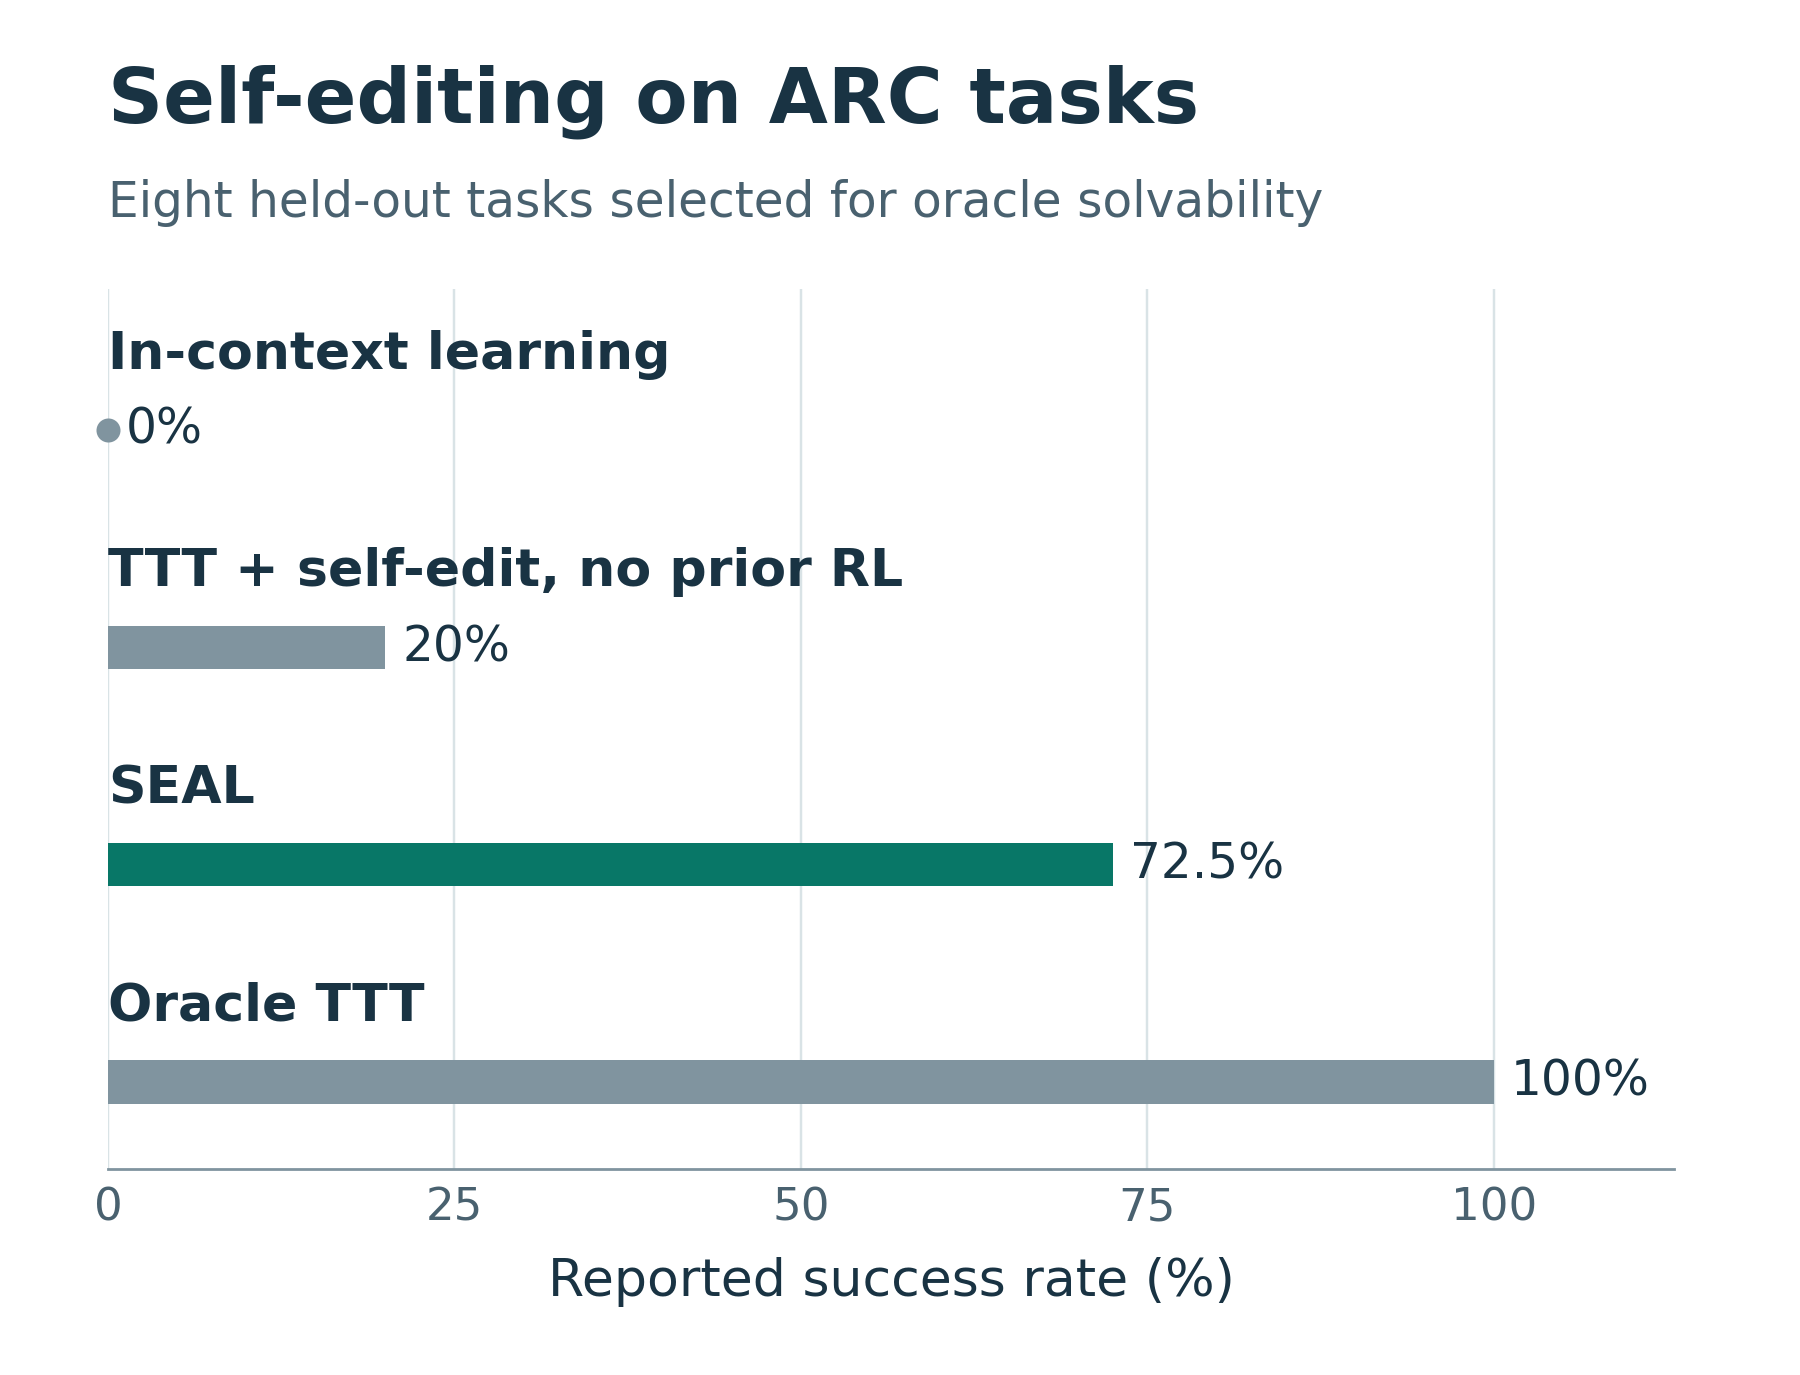 Self-editing on ARC tasks
Eight held-out tasks selected for oracle solvability
In-context learning
0%
TTT + self-edit, no prior RL
20%
SEAL
72.5%
Oracle TTT
100%
0 25 50 75 100
Reported success rate (%)